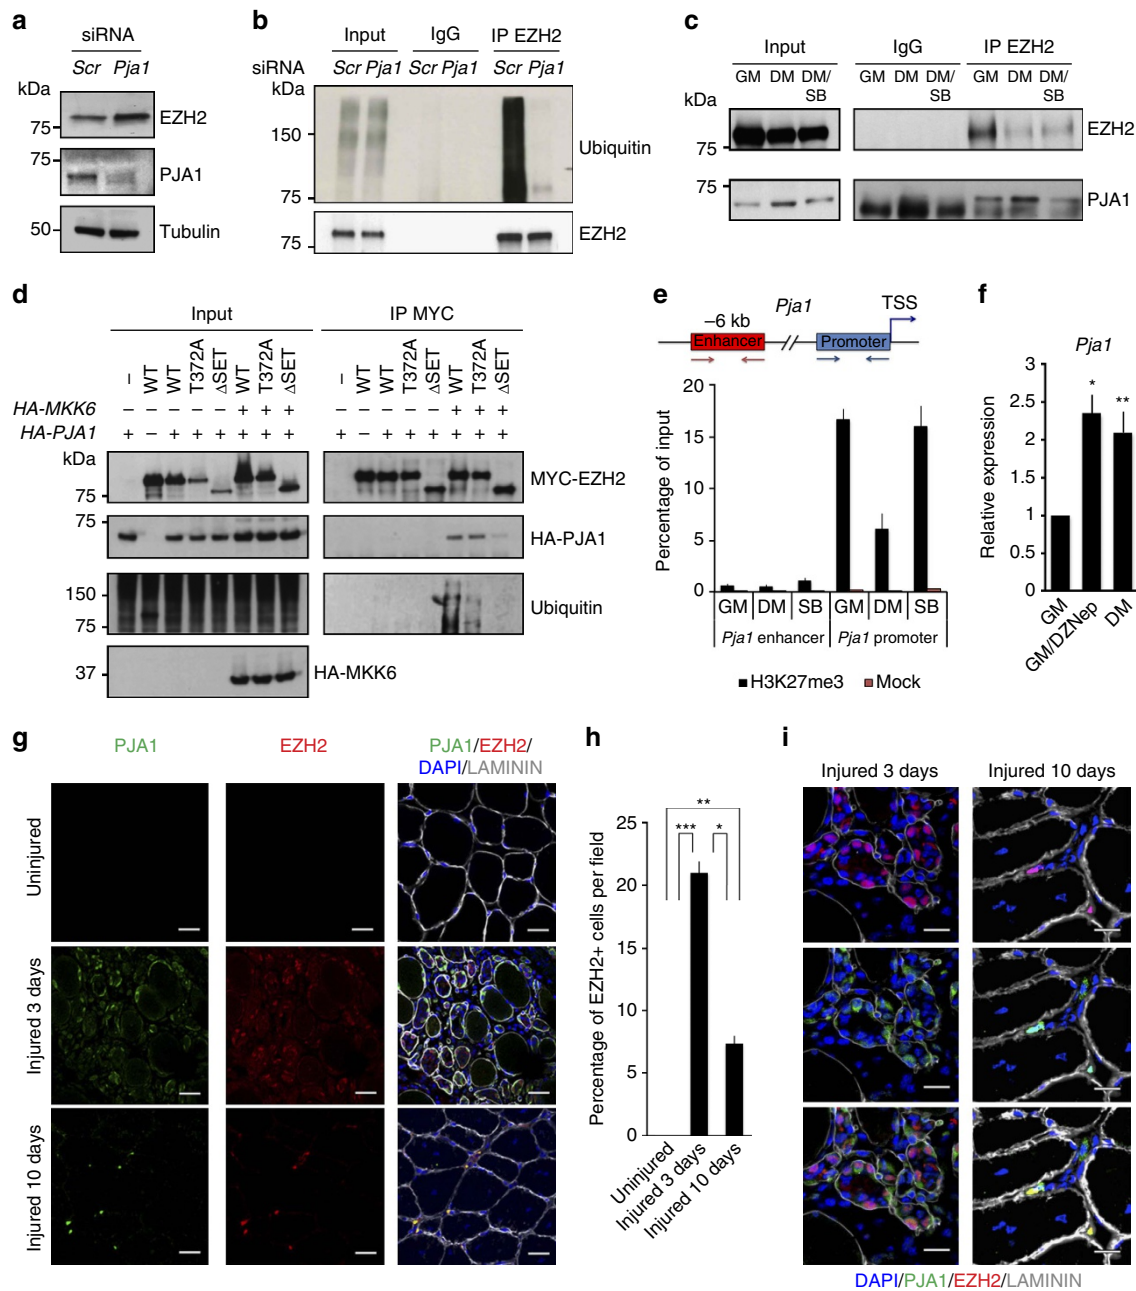 a
siRNA
Scr Pja1
kDa
75
EZH2
75
PJA1
50
Tubulin
b
Input IgG IP EZH2
siRNA Scr Pja1 Scr Pja1 Scr Pja1
kDa
150
Ubiquitin
75
75
EZH2
c
Input IgG IP EZH2
GM DM DM/SB GM DM DM/SB GM DM DM/SB
kDa
EZH2
75
75
PJA1
d
Input IP MYC
– WT WT T372A ΔSET WT T372A ΔSET – WT WT T372A ΔSET WT T372A ΔSET
HA-MKK6 – – – – – + + + – – – – – + + +
HA-PJA1 + – + + + + + + + – + + + + + +
kDa
75
MYC-EZH2
75
HA-PJA1
150
Ubiquitin
75
37
HA-MKK6
e
Pja1
TSS
–6 kb
Enhancer
Promoter
Percentage of input
20
15
10
5
0
GM DM SB GM DM SB
Pja1 enhancer Pja1 promoter
H3K27me3 Mock
f
Pja1
Relative expression
3
2.5
2
1
0.5
0
*
**
GM
GM/DZNep
DM
g
PJA1 EZH2 PJA1/EZH2/
DAPI/LAMININ
Uninjured
Injured 3 days
Injured 10 days
h
Percentage of EZH2+ cells per field
25
20
15
10
5
0
**
*** *
Uninjured
Injured 3 days
Injured 10 days
i
Injured 3 days Injured 10 days
DAPI/PJA1/EZH2/LAMININ